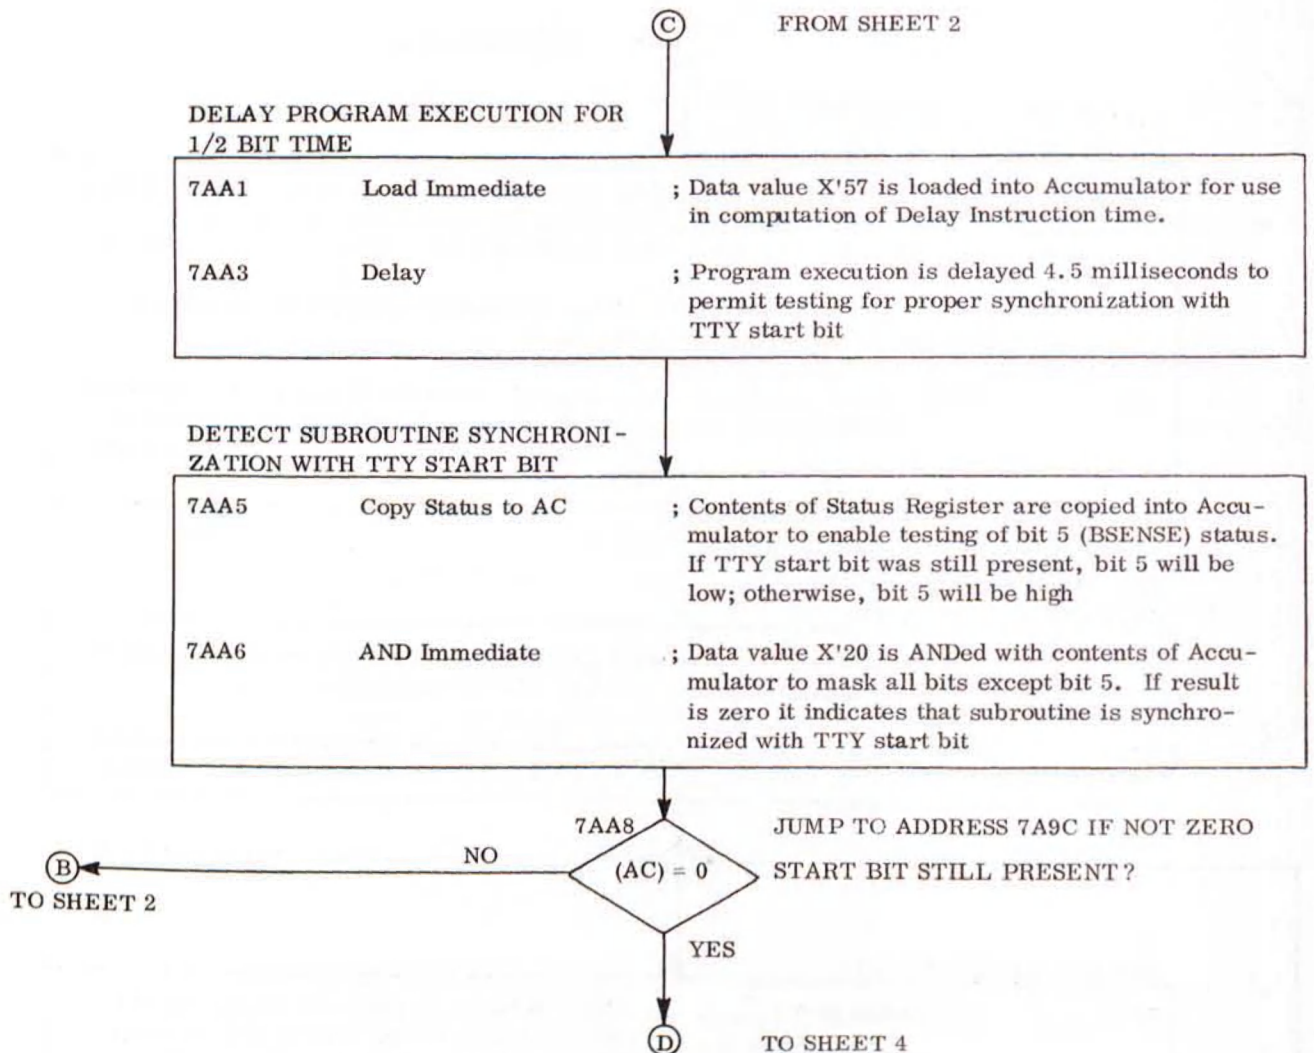 C FROM SHEET 2
DELAY PROGRAM EXECUTION FOR
1/2 BIT TIME
7AA1 Load Immediate ; Data value X'57 is loaded into Accumulator for use
in computation of Delay Instruction time.
7AA3 Delay ; Program execution is delayed 4.5 milliseconds to
permit testing for proper synchronization with
TTY start bit
DETECT SUBROUTINE SYNCHRONI-
ZATION WITH TTY START BIT
7AA5 Copy Status to AC ; Contents of Status Register are copied into Accu-
mulator to enable testing of bit 5 (BSENSE) status.
If TTY start bit was still present, bit 5 will be
low; otherwise, bit 5 will be high
7AA6 AND Immediate ; Data value X'20 is ANDed with contents of Accu-
mulator to mask all bits except bit 5. If result
is zero it indicates that subroutine is synchro-
nized with TTY start bit
7AA8 JUMP TO ADDRESS 7A9C IF NOT ZERO
B NO (AC) = 0 START BIT STILL PRESENT?
TO SHEET 2
YES
D TO SHEET 4